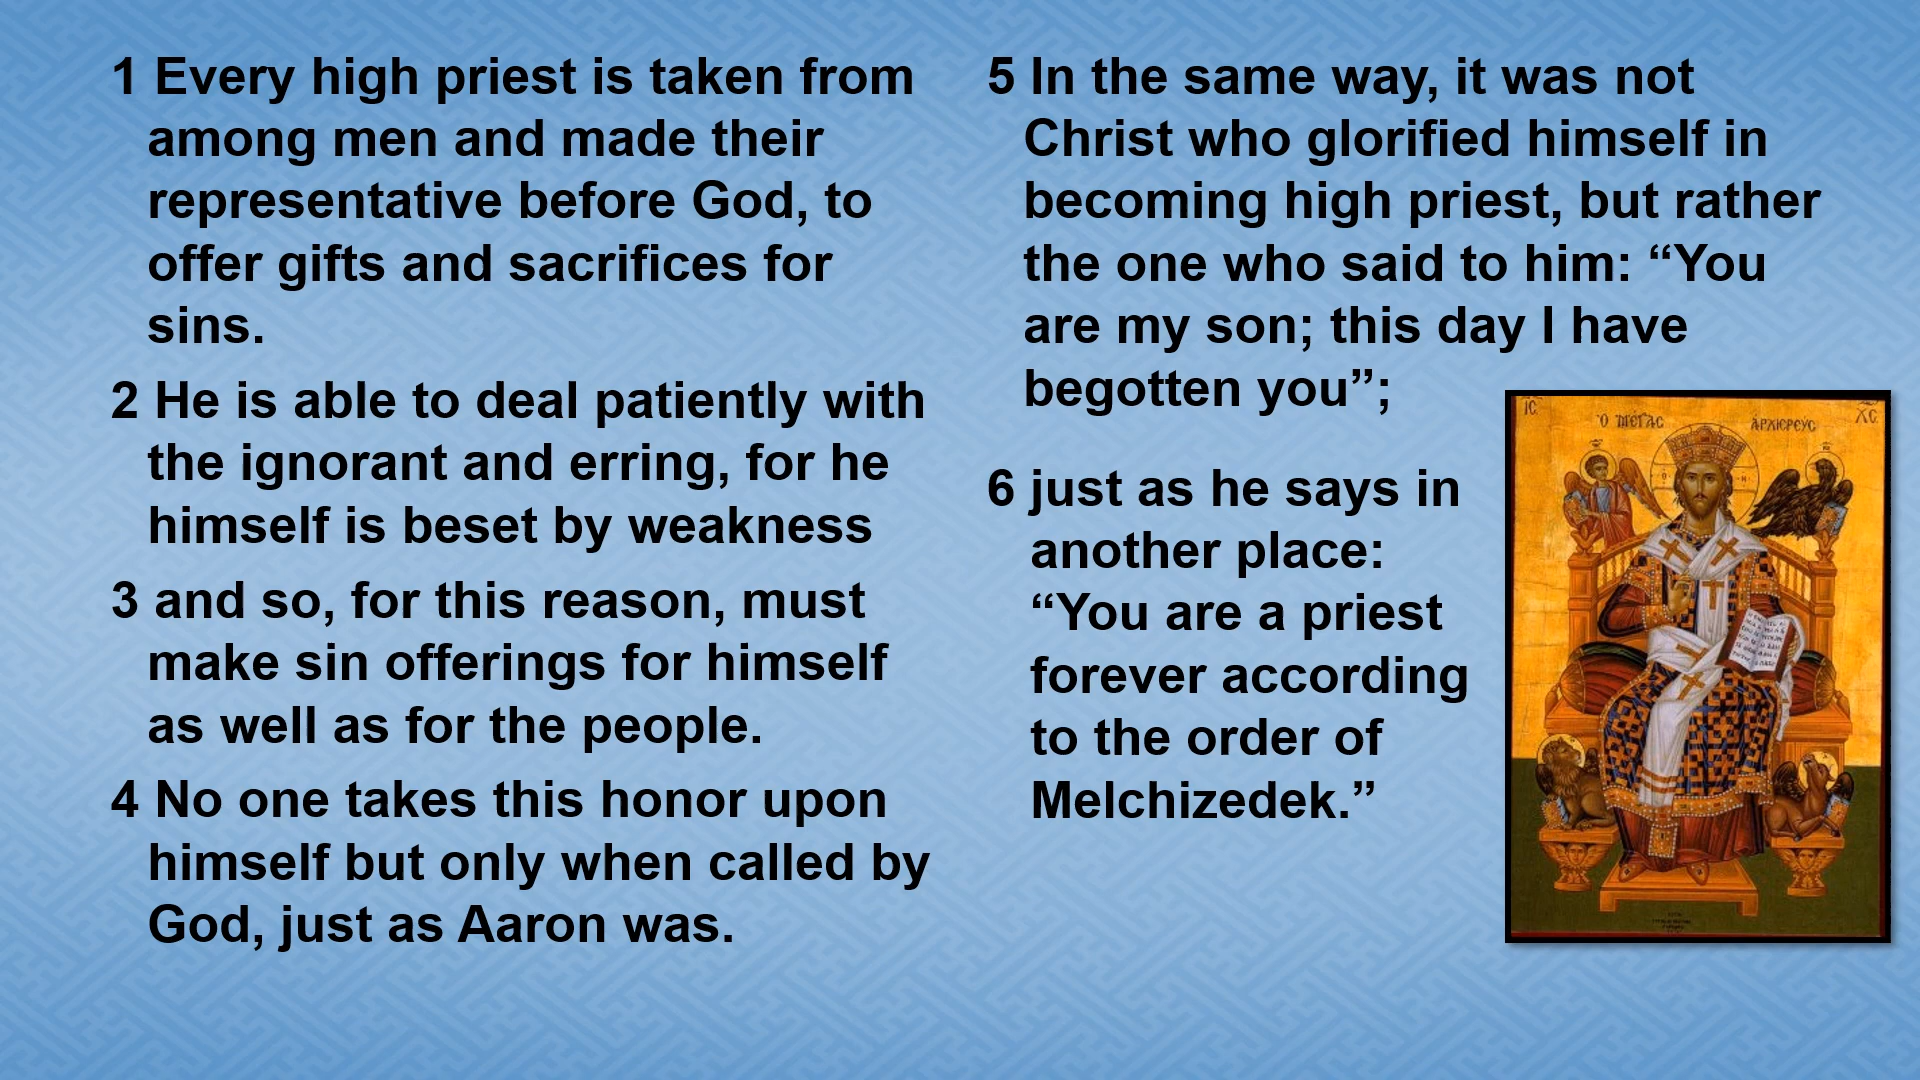 1 Every high priest is taken from
among men and made their
representative before God, to
offer gifts and sacrifices for
sins.
2 He is able to deal patiently with
the ignorant and erring, for he
himself is beset by weakness
3 and so, for this reason, must
make sin offerings for himself
as well as for the people.
4 No one takes this honor upon
himself but only when called by
God, just as Aaron was.
5 In the same way, it was not
Christ who glorified himself in
becoming high priest, but rather
the one who said to him: “You
are my son; this day I have
begotten you”;
6 just as he says in
another place:
“You are a priest
forever according
to the order of
Melchizedek.”
IC XC
Ὁ ΜΕΓΑC ἈΡΧΙΕΡΕΥC